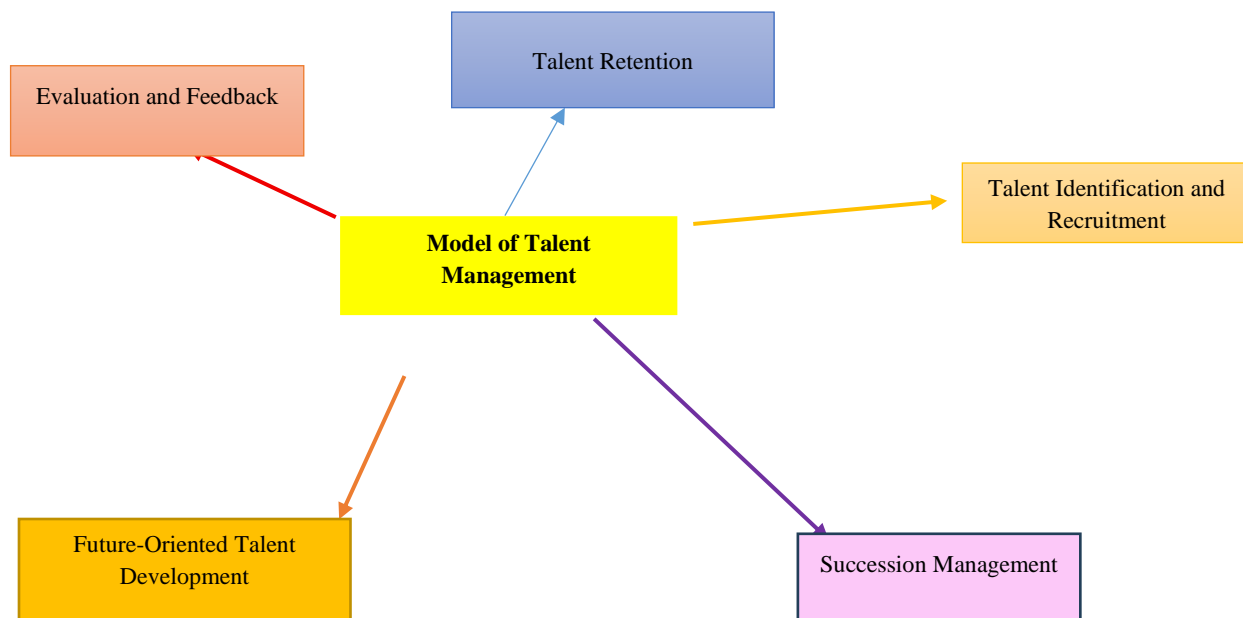 Talent Retention
Evaluation and Feedback
Talent Identification and
Recruitment
Model of Talent
Management
Future-Oriented Talent
Development
Succession Management